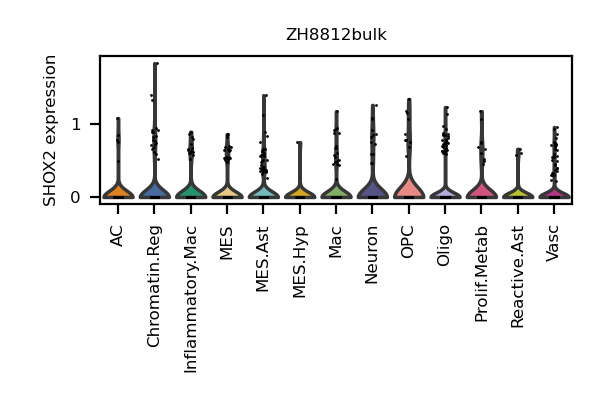 ZH8812bulk
SHOX2 expression
1
0
AC
Chromatin.Reg
Inflammatory.Mac
MES
MES.Ast
MES.Hyp
Mac
Neuron
OPC
Oligo
Prolif.Metab
Reactive.Ast
Vasc